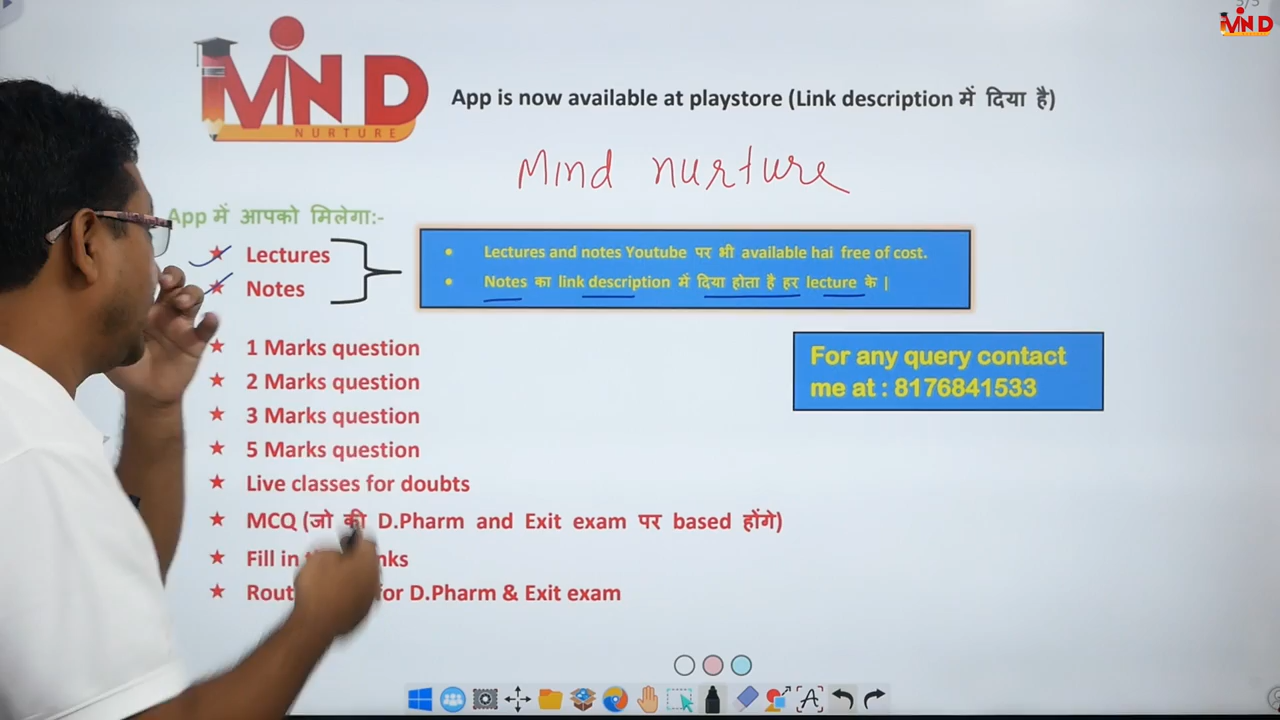 5/5
MIND
MIND
NURTURE
App is now available at playstore (Link description में दिया है)
Mind nurture
App में आपको मिलेगा:-
Lectures
Notes
Lectures and notes Youtube पर भी available hai free of cost.
Notes का link description में दिया होता है हर lecture के |
1 Marks question
2 Marks question
3 Marks question
5 Marks question
For any query contact
me at : 8176841533
Live classes for doubts
MCQ (जो की D.Pharm and Exit exam पर based होंगे)
Fill in
for D.Pharm & Exit exam